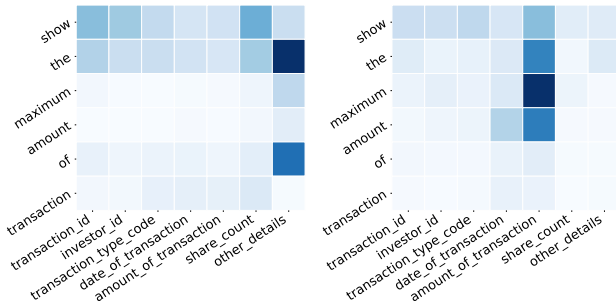 show
the
maximum
amount
of
transaction
transaction_id
investor_id
transaction_type_code
date_of_transaction
amount_of_transaction
share_count
other_details
show
the
maximum
amount
of
transaction
transaction_id
investor_id
transaction_type_code
date_of_transaction
amount_of_transaction
share_count
other_details